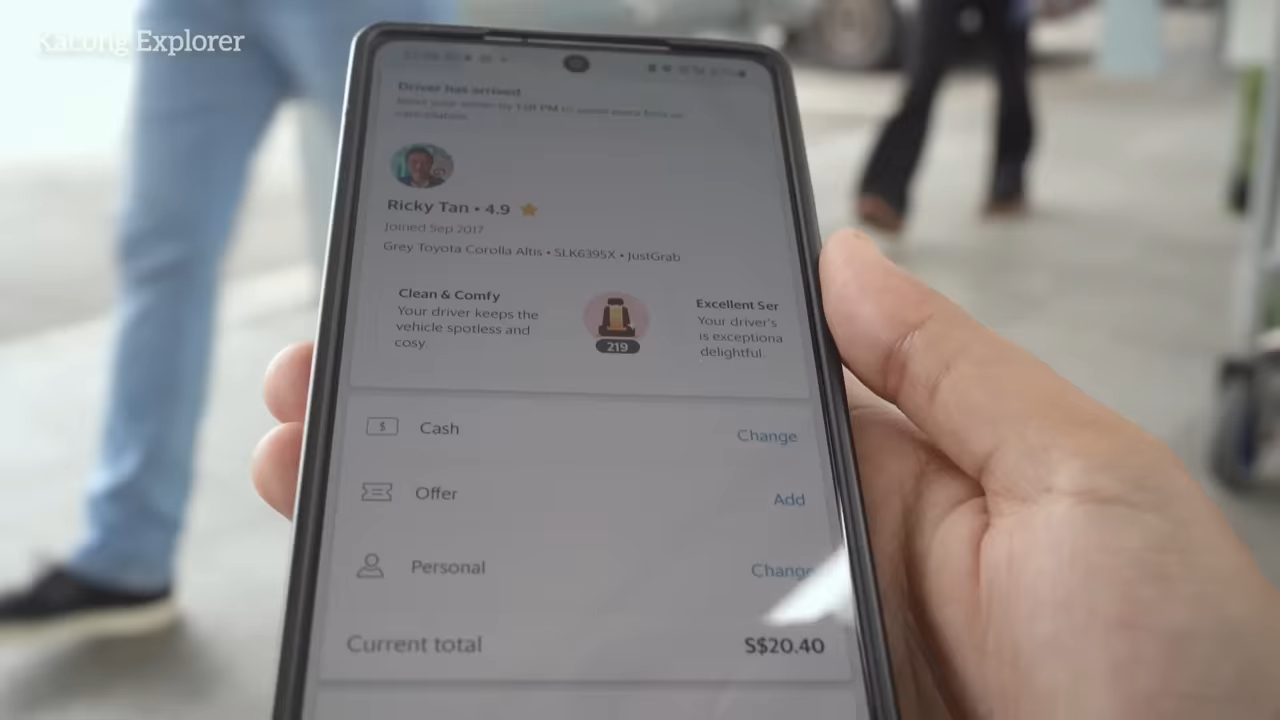 Katong Explorer
Driver has arrived
Ricky Tan • 4.9
Joined Sep 2017
Grey Toyota Corolla Altis • SLK6395X • JustGrab
Clean & Comfy
Your driver keeps the
vehicle spotless and
cosy.
219
Excellent Ser
Your driver's
is exceptiona
delightful.
$ Cash Change
Offer Add
Personal Change
Current total S$20.40